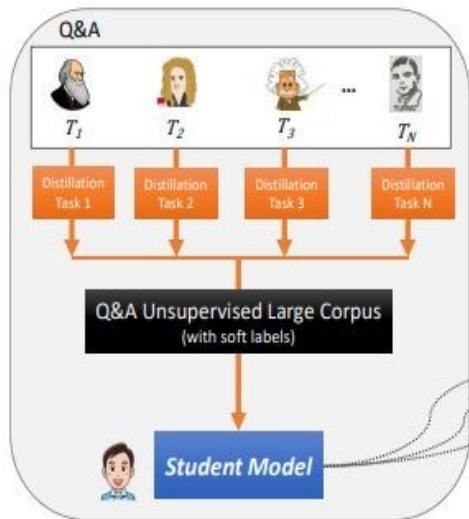 Q&A
T1 T2 T3 ... TN
Distillation Distillation Distillation Distillation
Task 1 Task 2 Task 3 Task N
Q&A Unsupervised Large Corpus
(with soft labels)
Student Model